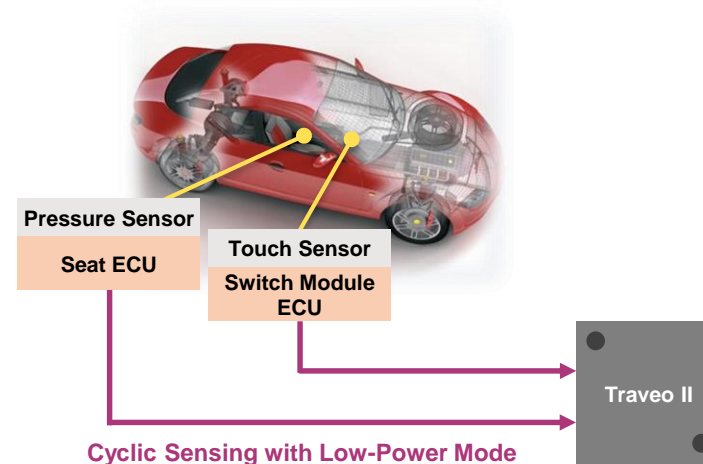 Pressure Sensor
Seat ECU
Touch Sensor
Switch Module
ECU
Traveo II
Cyclic Sensing with Low-Power Mode